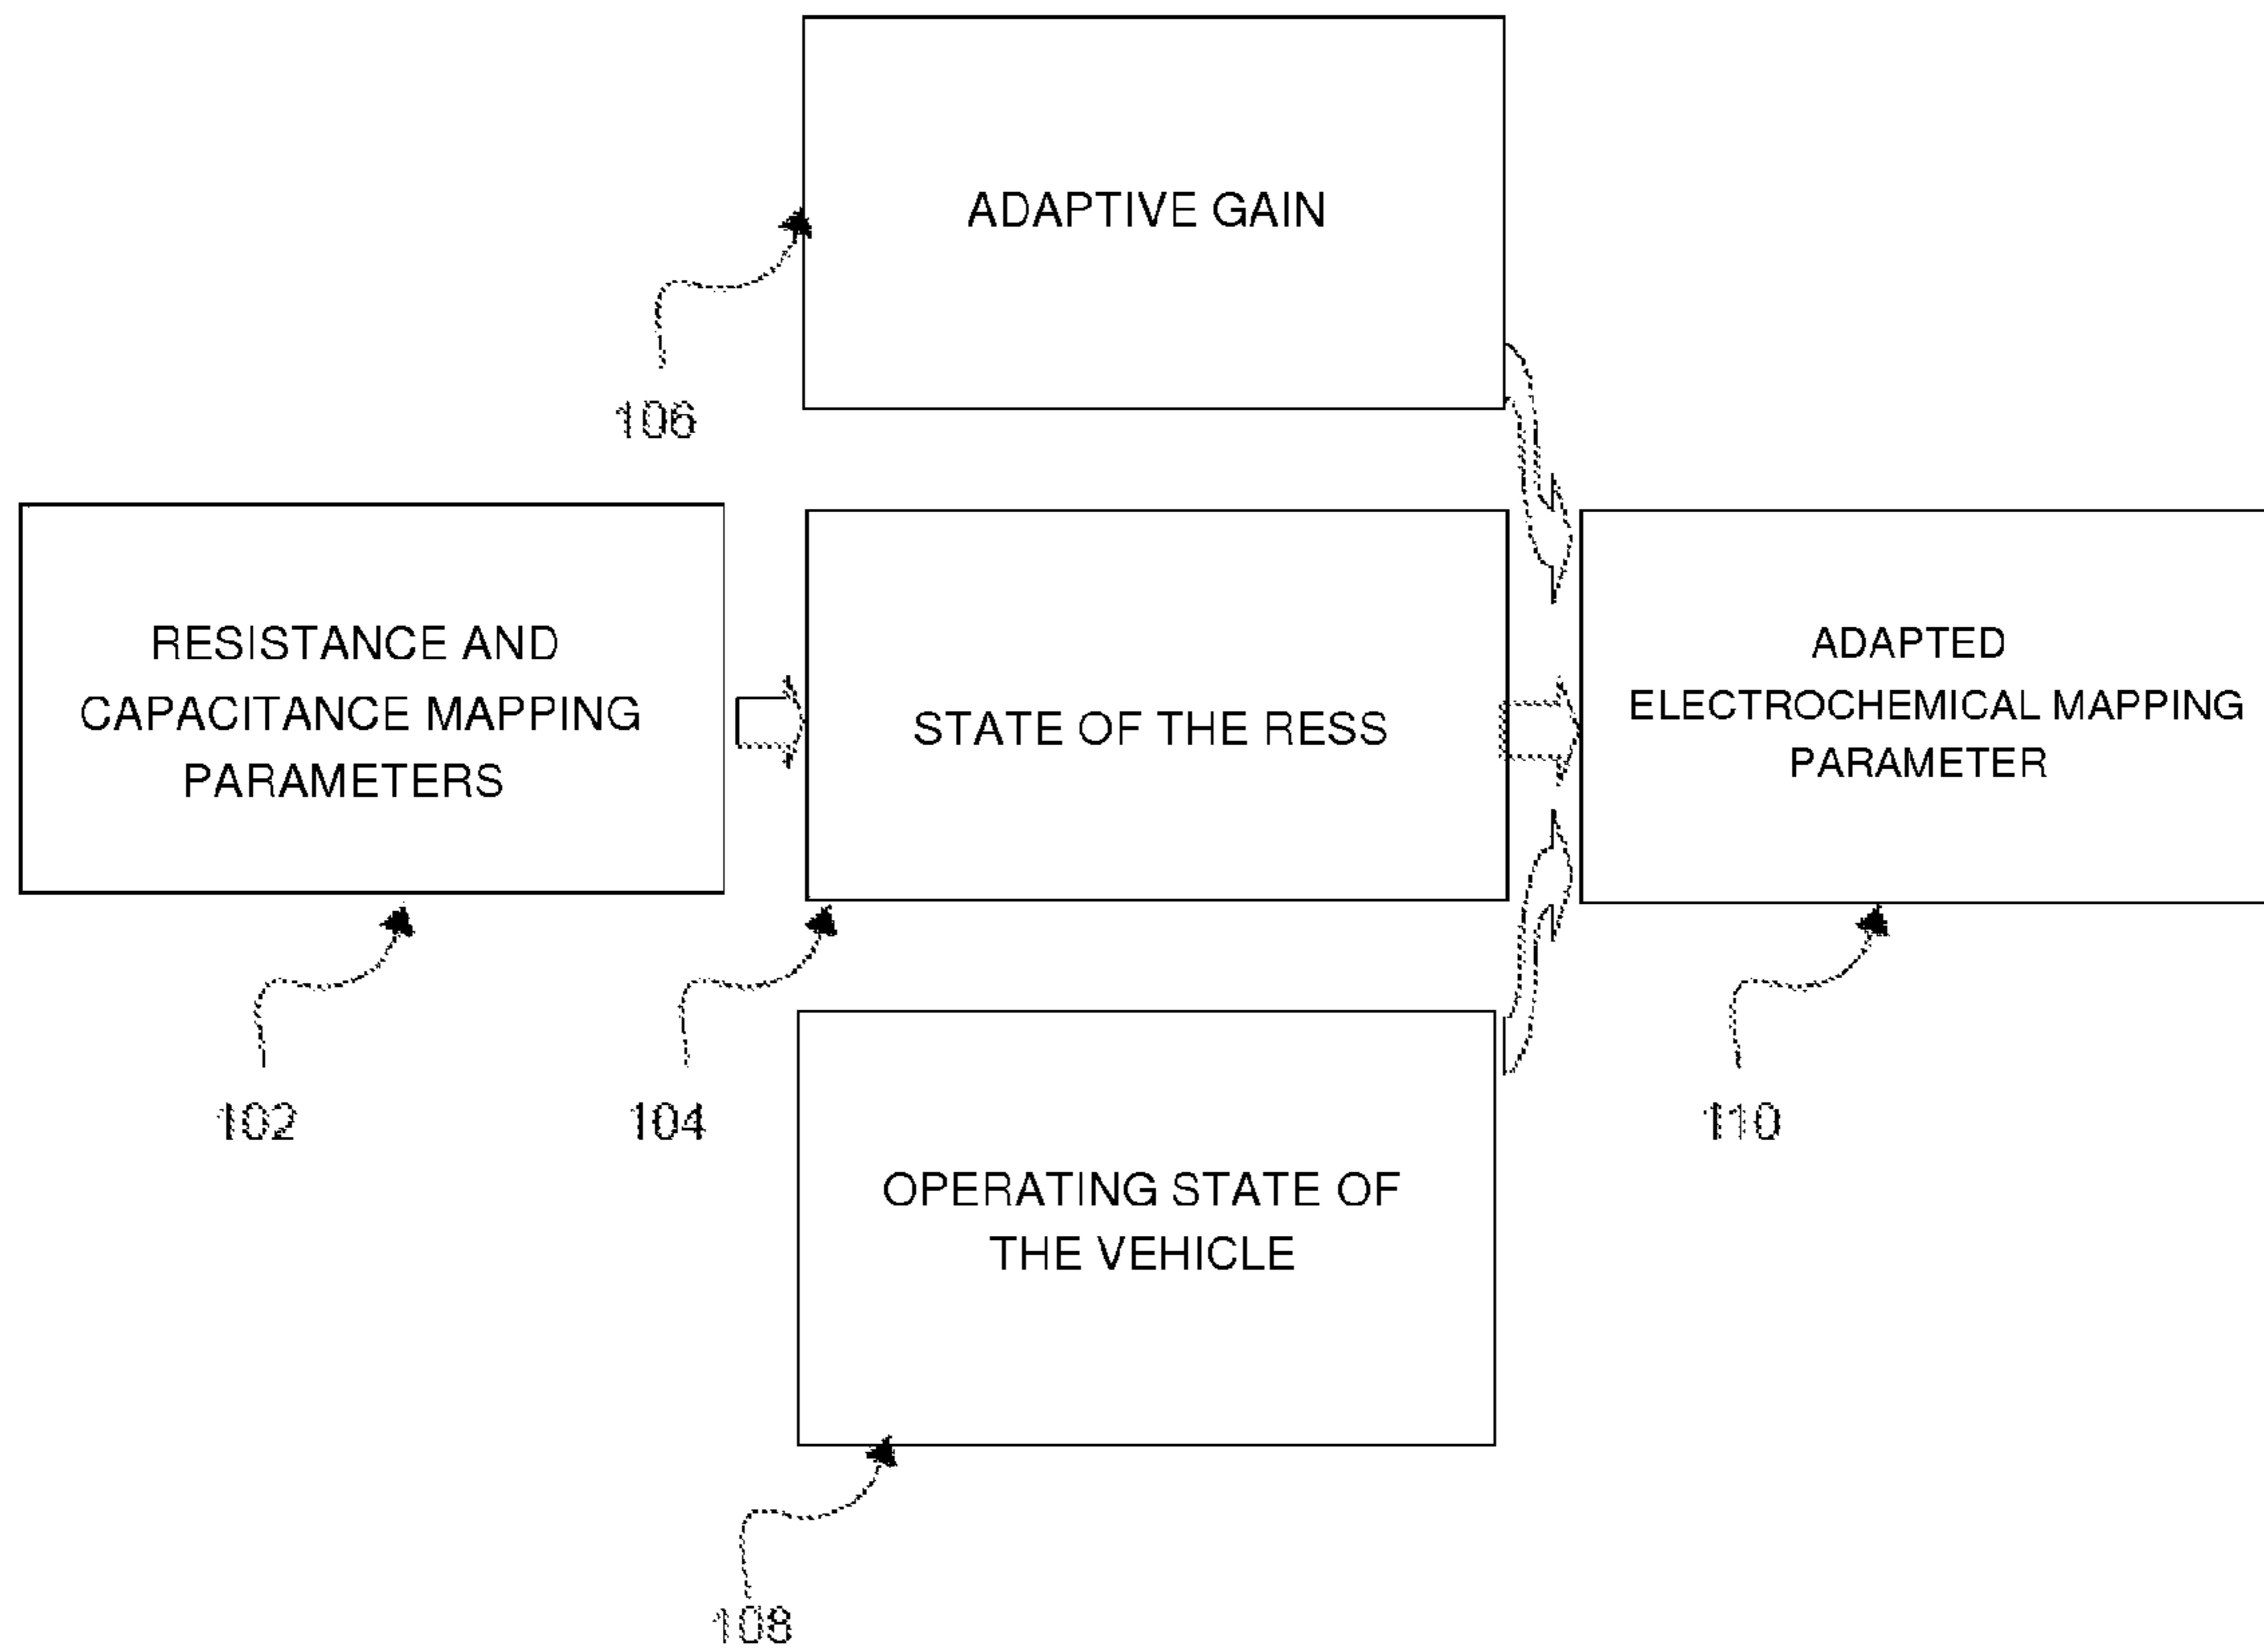 ADAPTIVE GAIN
106
RESISTANCE AND
CAPACITANCE MAPPING
PARAMETERS
STATE OF THE RESS
ADAPTED
ELECTROCHEMICAL MAPPING
PARAMETER
102
104
110
OPERATING STATE OF
THE VEHICLE
108